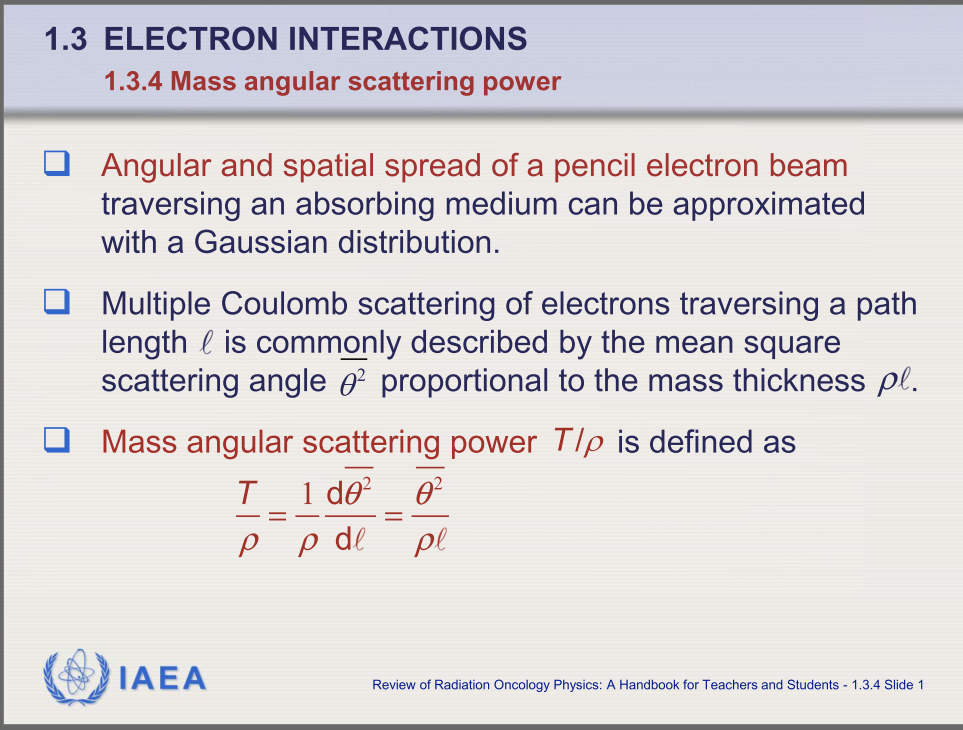 1.3 ELECTRON INTERACTIONS
1.3.4 Mass angular scattering power
Angular and spatial spread of a pencil electron beam
traversing an absorbing medium can be approximated
with a Gaussian distribution.
Multiple Coulomb scattering of electrons traversing a path
length ℓ is commonly described by the mean square
scattering angle θ̅² proportional to the mass thickness ρℓ.
Mass angular scattering power T/ρ is defined as
T/ρ = 1/ρ dθ̅²/dℓ = θ̅²/ρℓ
IAEA
Review of Radiation Oncology Physics: A Handbook for Teachers and Students - 1.3.4 Slide 1